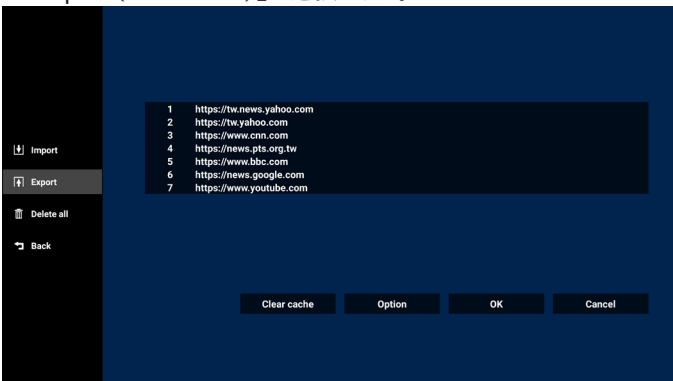 1 https://tw.news.yahoo.com
2 https://tw.yahoo.com
3 https://www.cnn.com
4 https://news.pts.org.tw
5 https://www.bbc.com
6 https://news.google.com
7 https://www.youtube.com
Import
Export
Delete all
Back
Clear cache Option OK Cancel